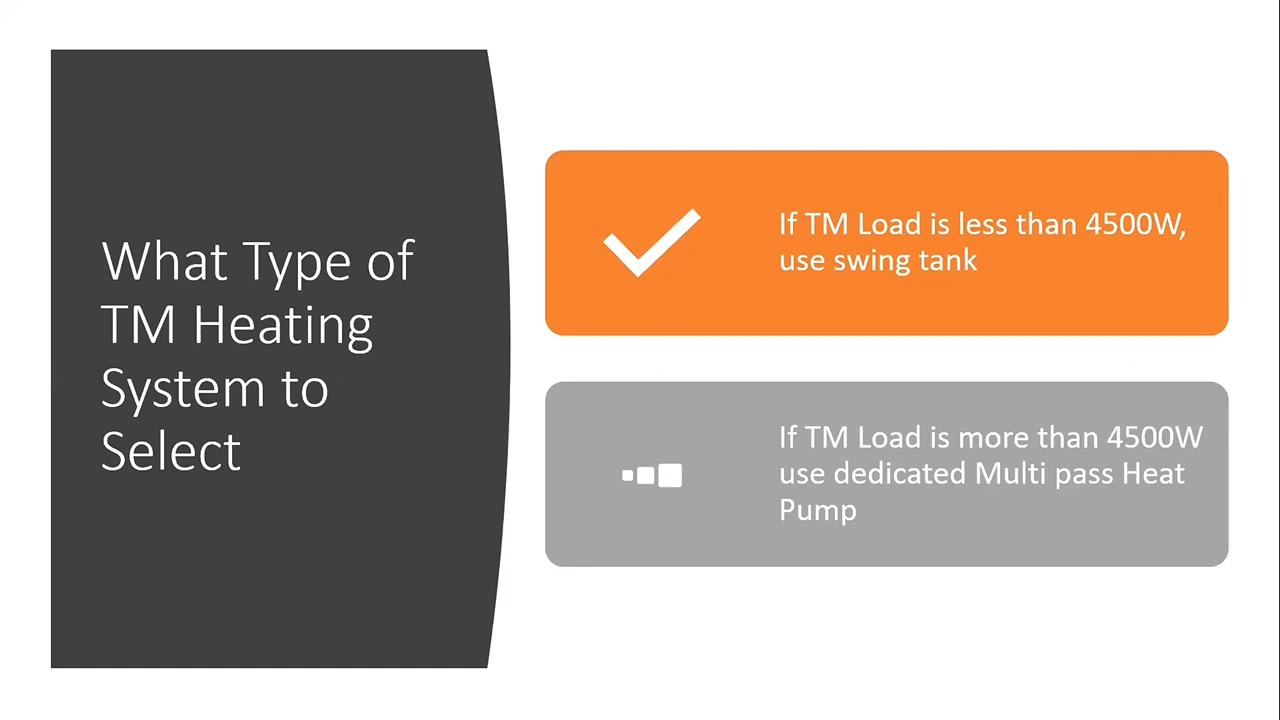 What Type of
TM Heating
System to
Select
If TM Load is less than 4500W,
use swing tank
If TM Load is more than 4500W
use dedicated Multi pass Heat
Pump